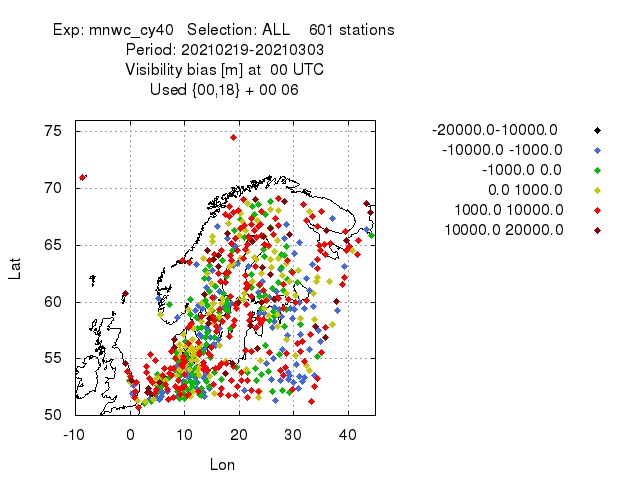 Exp: mnwc_cy40   Selection: ALL    601 stations
Period: 20210219-20210303
Visibility bias [m] at  00 UTC
Used {00,18} + 00 06
-20000.0-10000.0
-10000.0 -1000.0
-1000.0 0.0
0.0 1000.0
1000.0 10000.0
10000.0 20000.0
75
70
65
60
55
50
Lat
-10 0 10 20 30 40
Lon